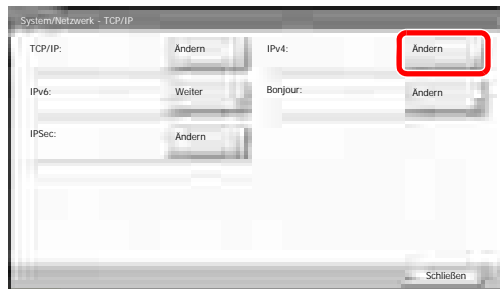 System/Netzwerk - TCP/IP
TCP/IP: Ändern IPv4: Ändern
IPv6: Weiter Bonjour: Ändern
IPSec: Ändern
Schließen